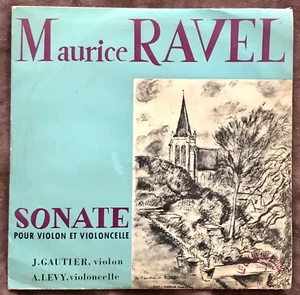 Maurice RAVEL
SONATE
POUR VIOLON ET VIOLONCELLE
J. GAUTIER, violon
A. LEVY, violoncelle